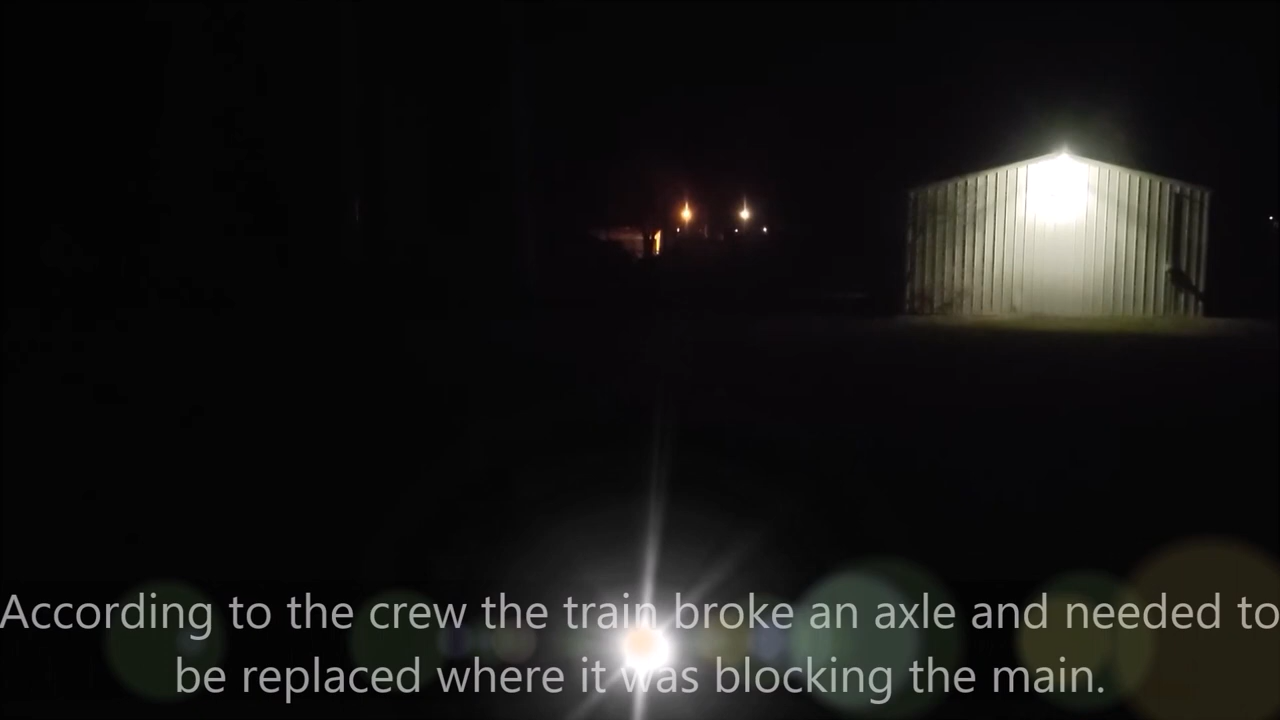 According to the crew the train broke an axle and needed to
be replaced where it was blocking the main.